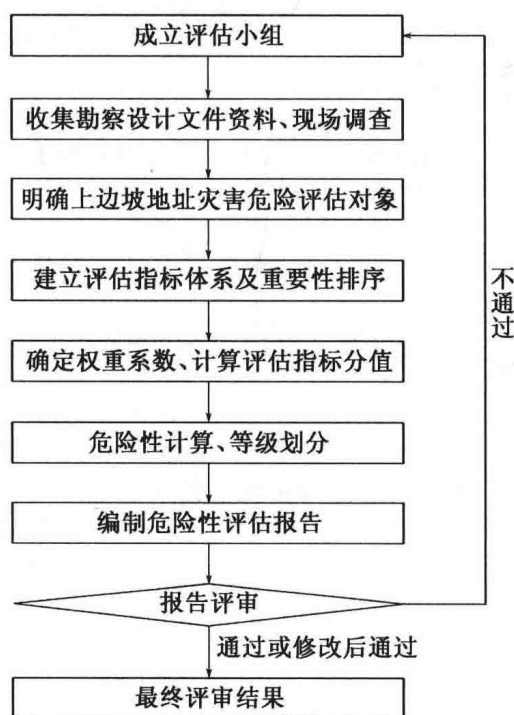 成立评估小组
收集勘察设计文件资料、现场调查
明确上边坡地址灾害危险评估对象
建立评估指标体系及重要性排序
确定权重系数、计算评估指标分值
危险性计算、等级划分
编制危险性评估报告
报告评审
不通过
通过或修改后通过
最终评审结果